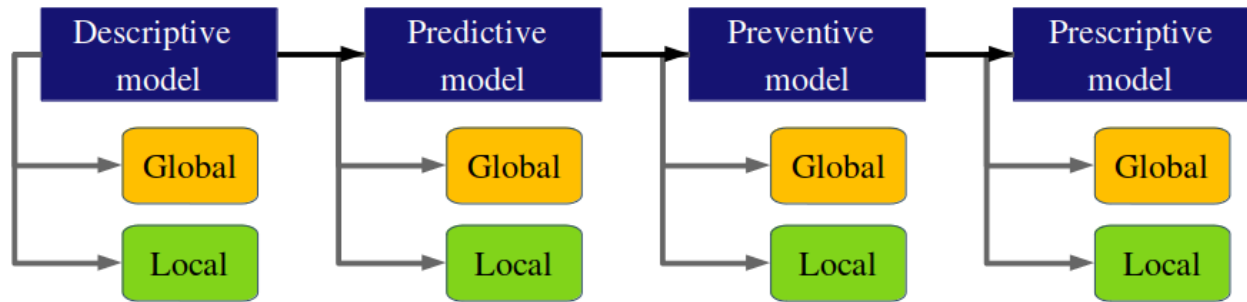 Descriptive
model
Predictive
model
Preventive
model
Prescriptive
model
Global
Global
Global
Global
Local
Local
Local
Local